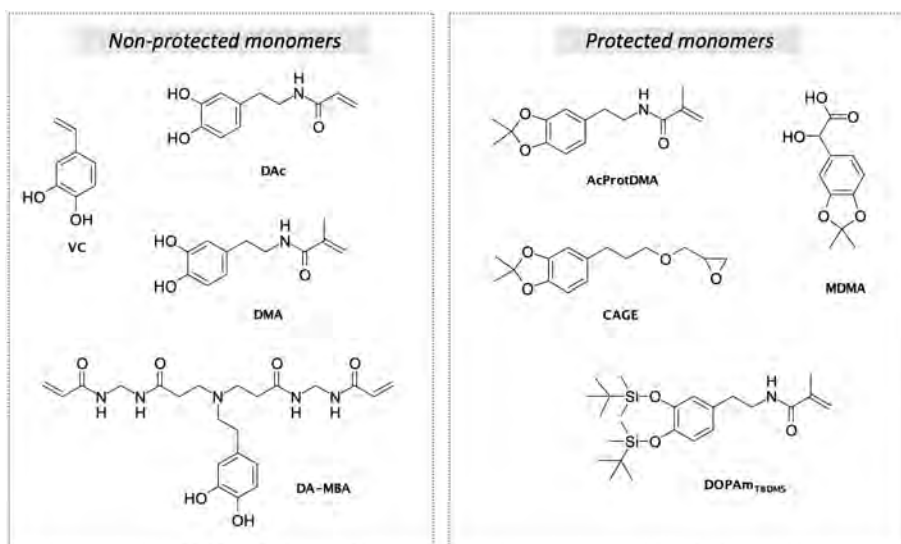 Non-protected monomers
HO
HO
H
N
O
DAc
HO
OH
VC
HO
HO
H
N
O
DMA
O
N
H
N
H
O
N
O
N
H
N
H
O
HO
OH
DA-MBA
Protected monomers
O
O
H
N
O
AcProtDMA
HO
O
HO
O
O
MDMA
O
O
O
O
CAGE
Si
O
Si
O
H
N
O
DOPAmTBDMS